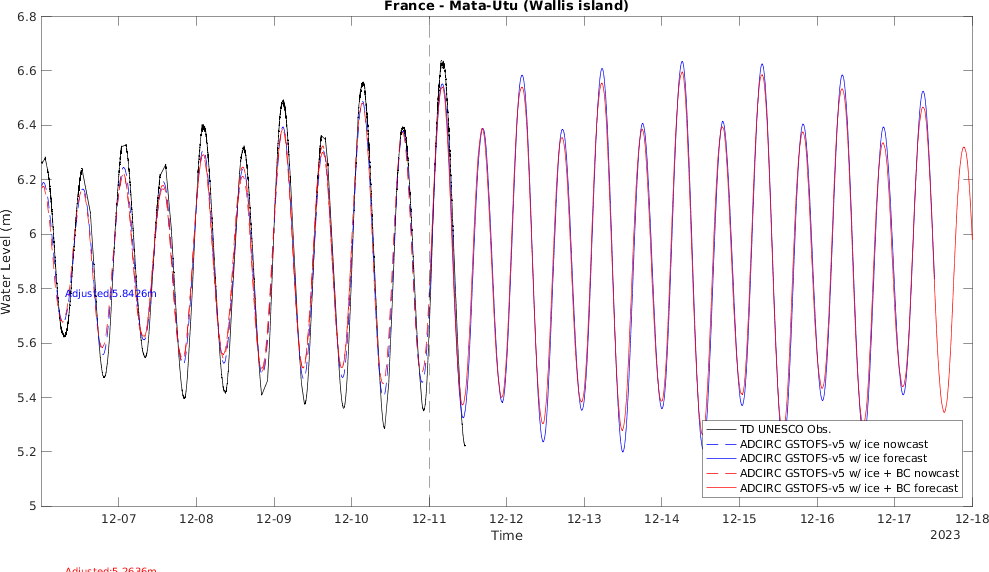 France - Mata-Utu (Wallis island)
6.8
6.6
6.4
6.2
6
5.8
5.6
5.4
5.2
5
Water Level (m)
Adjusted:5.8426m
TD UNESCO Obs.
ADCIRC GSTOFS-v5 w/ ice nowcast
ADCIRC GSTOFS-v5 w/ ice forecast
ADCIRC GSTOFS-v5 w/ ice + BC nowcast
ADCIRC GSTOFS-v5 w/ ice + BC forecast
12-07 12-08 12-09 12-10 12-11 12-12 12-13 12-14 12-15 12-16 12-17 12-18
Time
2023
Adjusted:5.2636m